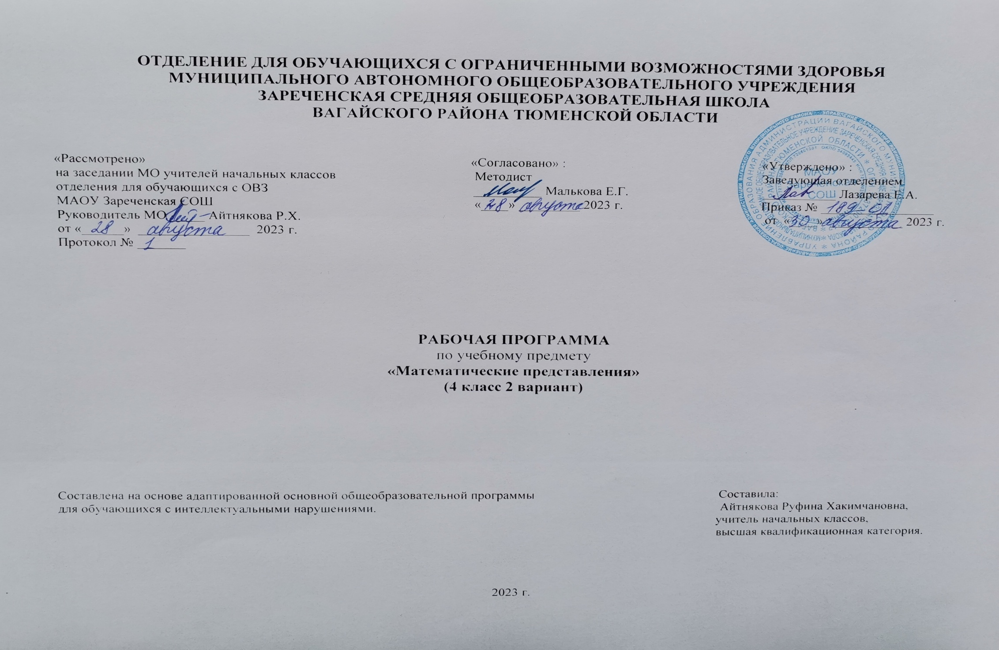 ОТДЕЛЕНИЕ ДЛЯ ОБУЧАЮЩИХСЯ С ОГРАНИЧЕННЫМИ ВОЗМОЖНОСТЯМИ ЗДОРОВЬЯ
МУНИЦИПАЛЬНОГО АВТОНОМНОГО ОБЩЕОБРАЗОВАТЕЛЬНОГО УЧРЕЖДЕНИЯ
ЗАРЕЧЕНСКАЯ СРЕДНЯЯ ОБЩЕОБРАЗОВАТЕЛЬНАЯ ШКОЛА
ВАГАЙСКОГО РАЙОНА ТЮМЕНСКОЙ ОБЛАСТИ
«Рассмотрено»
на заседании МО учителей начальных классов
отделения для обучающихся с ОВЗ
МАОУ Зареченская СОШ
Руководитель МО Айтнякова Р.Х.
от «28» августа 2023 г.
Протокол № 1
«Согласовано» :
Методист
Малькова Е.Г.
«28» августа 2023 г.
«Утверждено» :
Заведующая отделением
Лазарева Е.А.
Приказ № 189-ОД
от «30» августа 2023 г.
МАОУ
Зареченская
СОШ
РАБОЧАЯ ПРОГРАММА
по учебному предмету
«Математические представления»
(4 класс 2 вариант)
Составлена на основе адаптированной основной общеобразовательной программы
для обучающихся с интеллектуальными нарушениями.
Составила:
Айтнякова Руфина Хакимчановна,
учитель начальных классов,
высшая квалификационная категория.
2023 г.